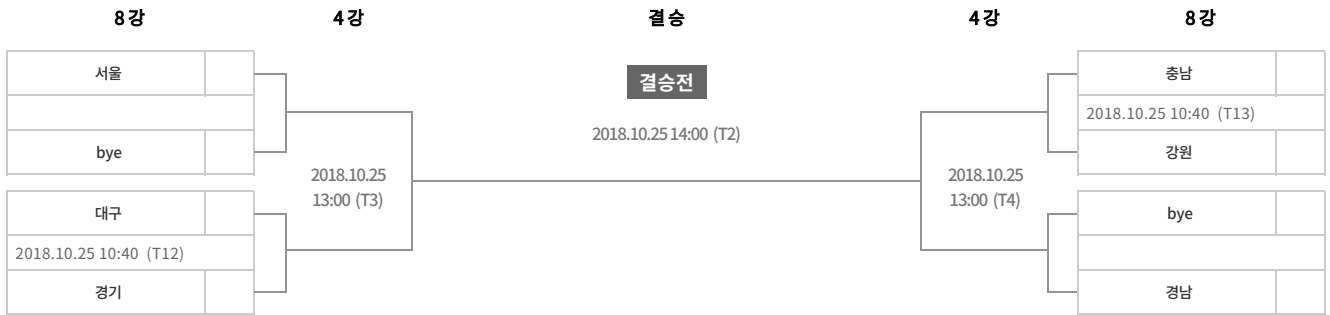 8강 4강 결승 4강 8강
서울
bye
대구
2018.10.25 10:40 (T12)
경기
2018.10.25
13:00 (T3)
결승전
2018.10.25 14:00 (T2)
2018.10.25
13:00 (T4)
충남
2018.10.25 10:40 (T13)
강원
bye
경남